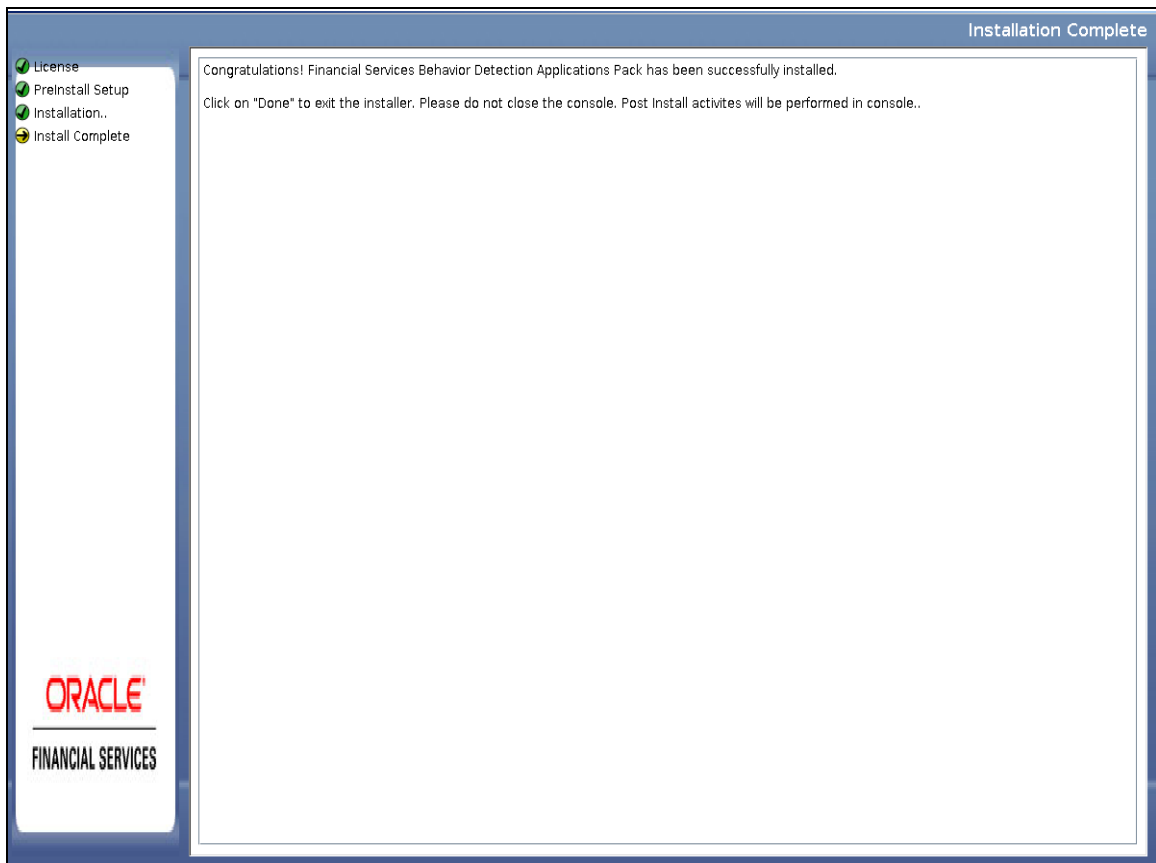 Installation Complete
License
PreInstall Setup
Installation..
Install Complete
Congratulations! Financial Services Behavior Detection Applications Pack has been successfully installed.
Click on "Done" to exit the installer. Please do not close the console. Post Install activites will be performed in console..
ORACLE
FINANCIAL SERVICES